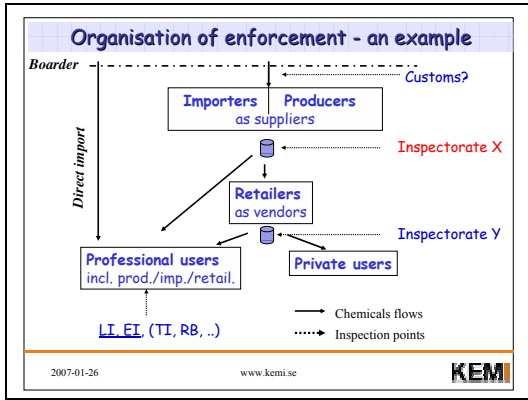 Organisation of enforcement - an example
Boarder
Customs?
Importers Producers
as suppliers
Direct import
Inspectorate X
Retailers
as vendors
Inspectorate Y
Professional users
incl. prod./imp./retail.
Private users
Chemicals flows
LI, EI, (TI, RB, ..)
Inspection points
2007-01-26
www.kemi.se
KEMI